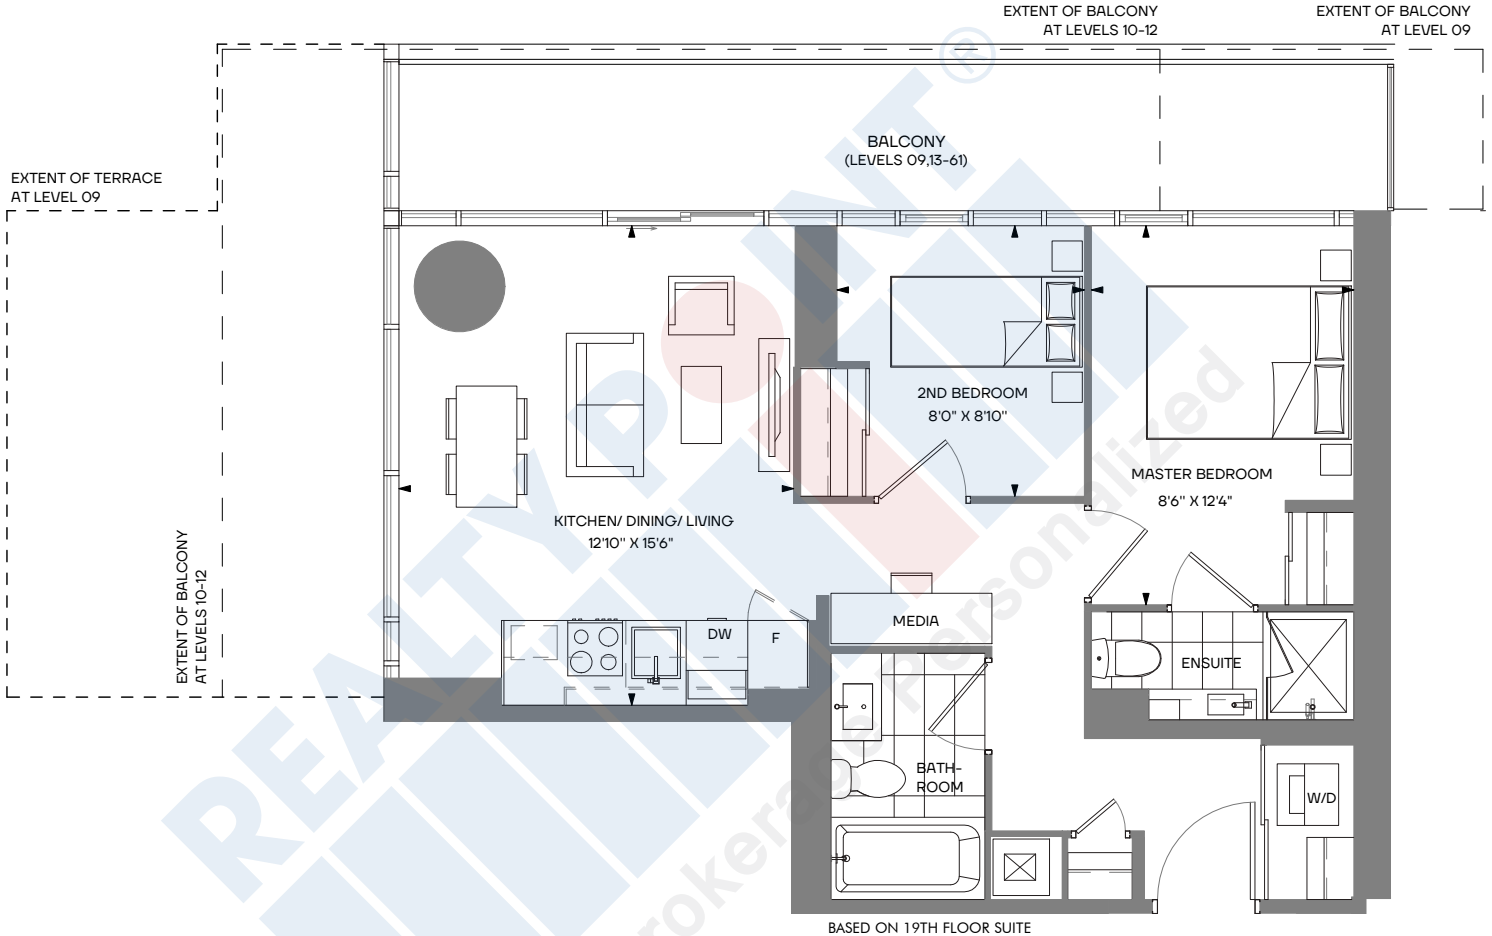 EXTENT OF BALCONY
AT LEVELS 10-12
EXTENT OF BALCONY
AT LEVEL 09
BALCONY
(LEVELS 09,13-61)
EXTENT OF TERRACE
AT LEVEL 09
2ND BEDROOM
8'0" X 8'10"
MASTER BEDROOM
8'6" X 12'4"
KITCHEN/ DINING/ LIVING
12'10" X 15'6"
EXTENT OF BALCONY
AT LEVELS 10-12
MEDIA
DW
F
ENSUITE
BATH-
ROOM
W/D
BASED ON 19TH FLOOR SUITE
REALTY POINT®
Brokerage Personalized